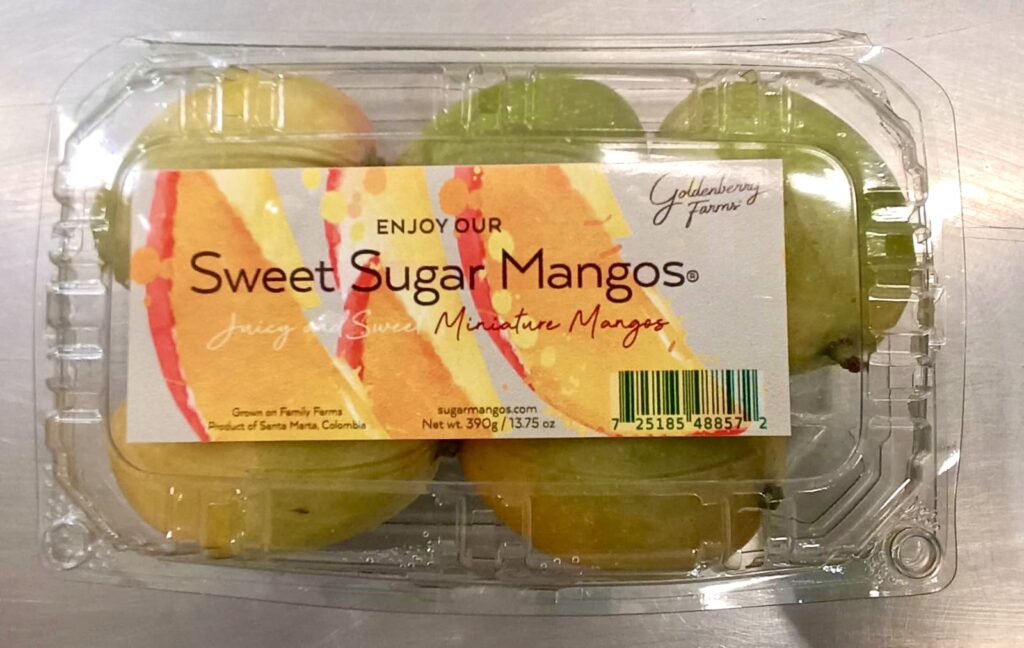 Goldenberry
Farms
ENJOY OUR
Sweet Sugar Mangos®
Juicy and Sweet Miniature Mangos
Grown on Family Farms
Product of Santa Marta, Colombia
sugarmangos.com
Net wt. 390g / 13.75 oz
7 25185 48857 2